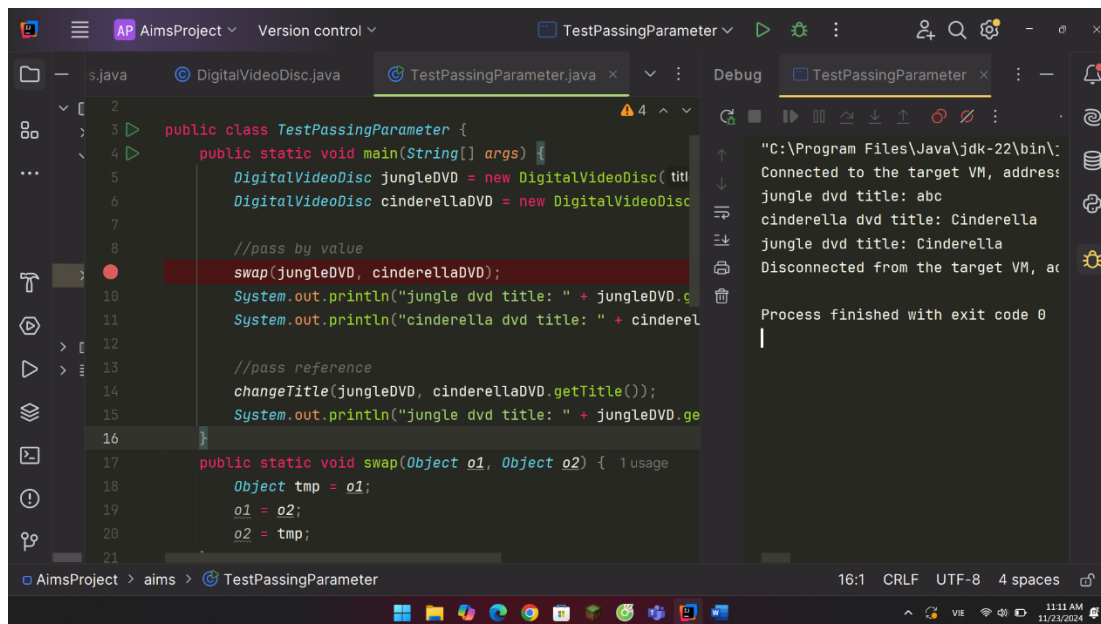 AP AimsProject Version control TestPassingParameter
s.java DigitalVideoDisc.java TestPassingParameter.java Debug TestPassingParameter
2
4
3 public class TestPassingParameter {
4 public static void main(String[] args) {
5 DigitalVideoDisc jungleDVD = new DigitalVideoDisc( titl
6 DigitalVideoDisc cinderellaDVD = new DigitalVideoDisc
7
8 //pass by value
swap(jungleDVD, cinderellaDVD);
10 System.out.println("jungle dvd title: " + jungleDVD.g
11 System.out.println("cinderella dvd title: " + cinderel
12
13 //pass reference
14 changeTitle(jungleDVD, cinderellaDVD.getTitle());
15 System.out.println("jungle dvd title: " + jungleDVD.ge
16 }
17 public static void swap(Object o1, Object o2) { 1 usage
18 Object tmp = o1;
19 o1 = o2;
20 o2 = tmp;
21
"C:\Program Files\Java\jdk-22\bin\j
Connected to the target VM, address
jungle dvd title: abc
cinderella dvd title: Cinderella
jungle dvd title: Cinderella
Disconnected from the target VM, ad
Process finished with exit code 0
AimsProject > aims > TestPassingParameter 16:1 CRLF UTF-8 4 spaces
VIE 11:11 AM
11/23/2024